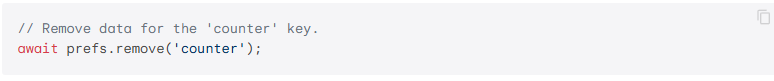 // Remove data for the 'counter' key.
await prefs.remove('counter');